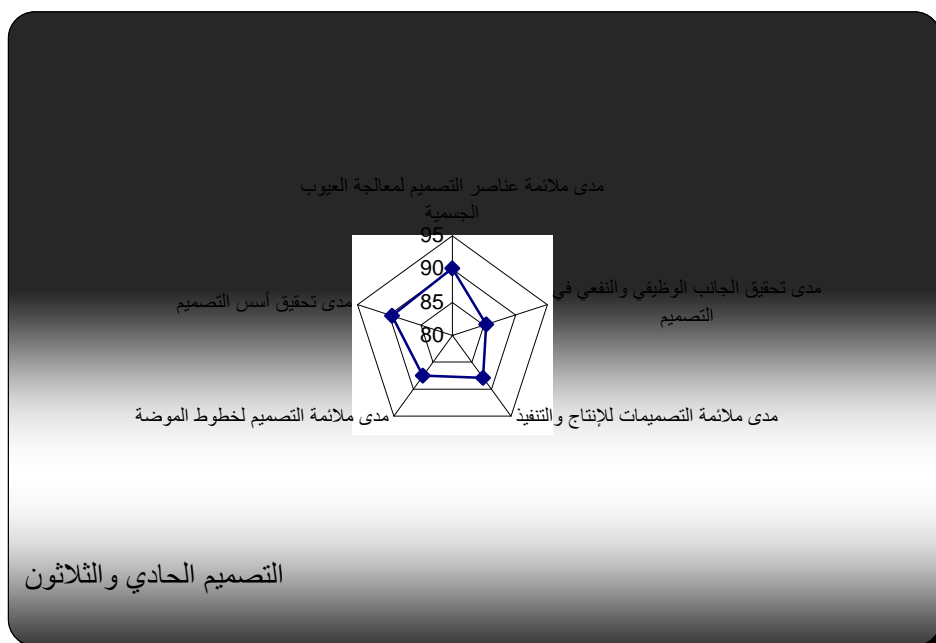 مدى ملائمة عناصر التصميم لمعالجة العيوب
الجسمية
95
90
85
80
مدى تحقيق الجانب الوظيفي والنفعي في
التصميم
مدى تحقيق أسس التصميم
مدى ملائمة التصميمات للإنتاج والتنفيذ
مدى ملائمة التصميم لخطوط الموضة
التصميم الحادي والثلاثون